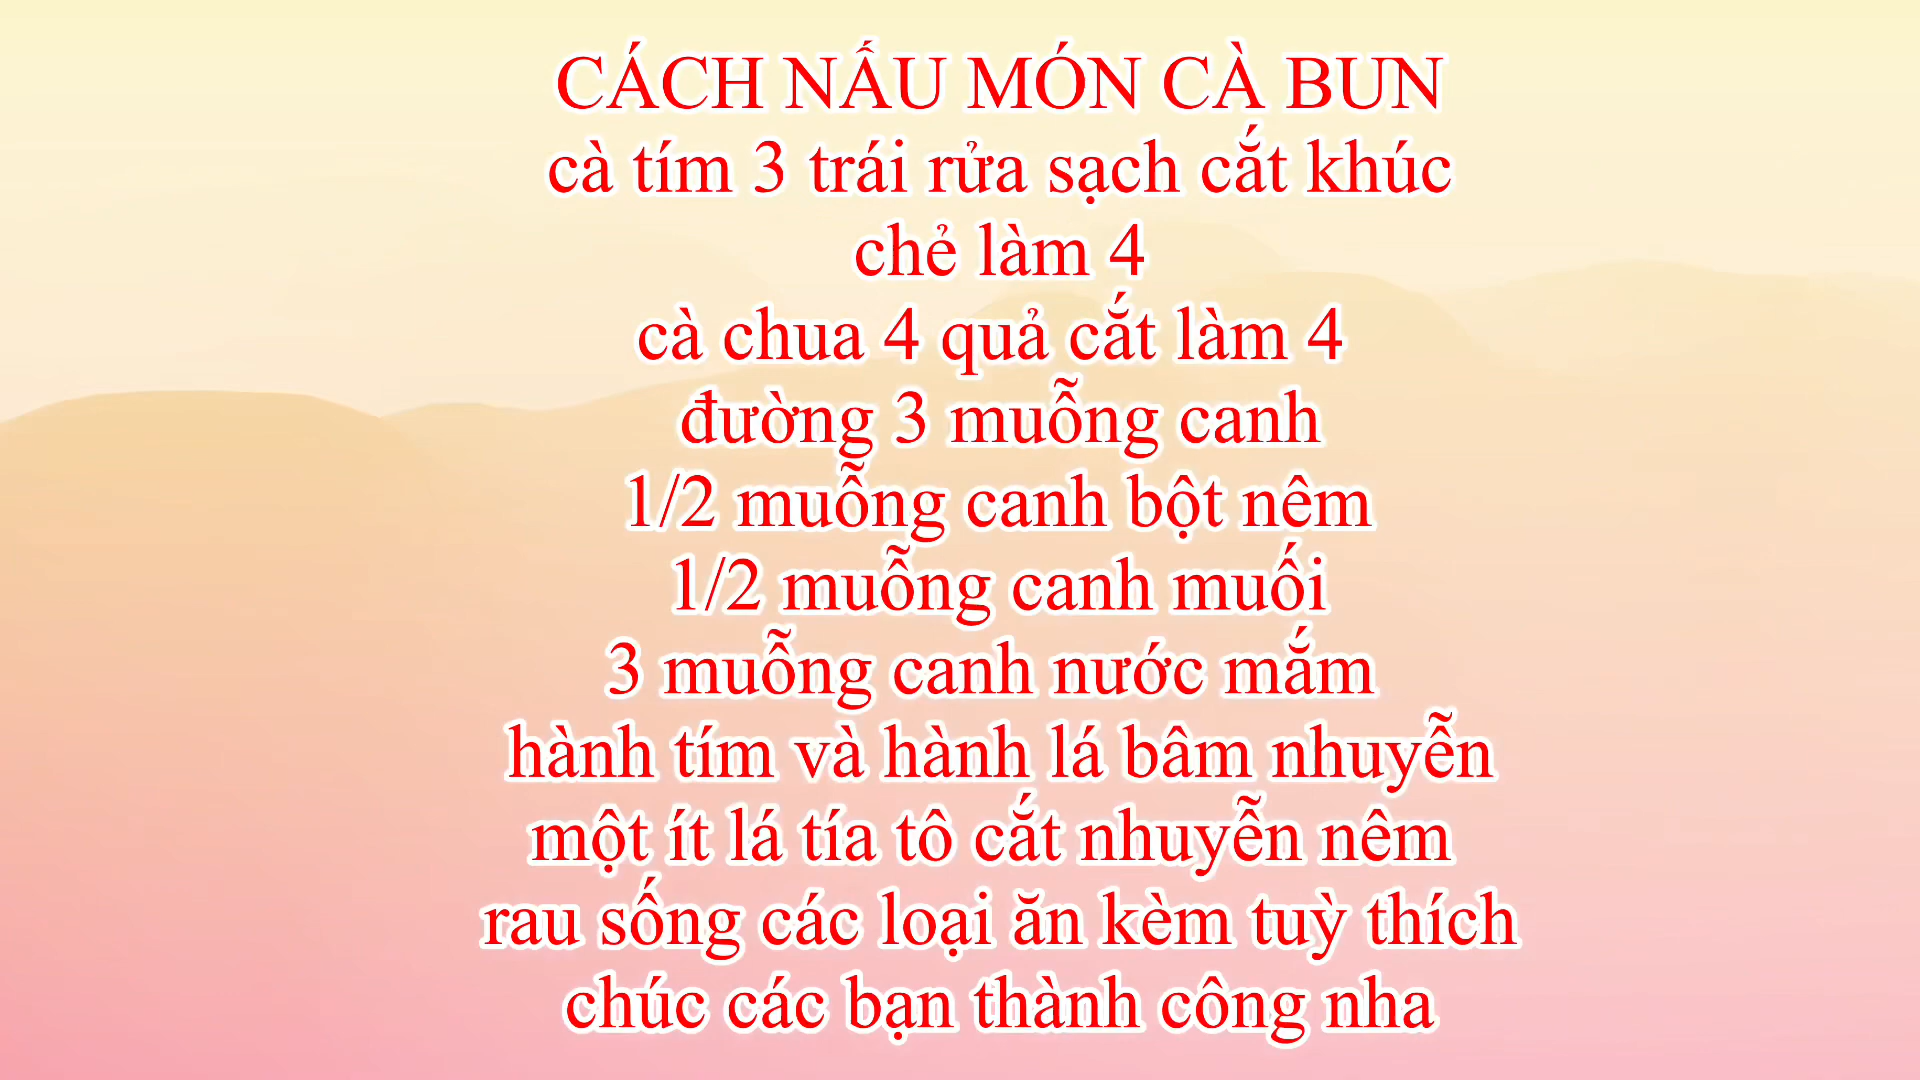 CÁCH NẤU MÓN CÀ BUN
cà tím 3 trái rửa sạch cắt khúc
chẻ làm 4
cà chua 4 quả cắt làm 4
đường 3 muỗng canh
1/2 muỗng canh bột nêm
1/2 muỗng canh muối
3 muỗng canh nước mắm
hành tím và hành lá bâm nhuyễn
một ít lá tía tô cắt nhuyễn nêm
rau sống các loại ăn kèm tuỳ thích
chúc các bạn thành công nha